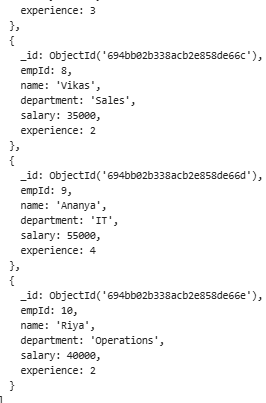 experience: 3
},
{
_id: ObjectId('694bb02b338acb2e858de66c'),
empId: 8,
name: 'Vikas',
department: 'Sales',
salary: 35000,
experience: 2
},
{
_id: ObjectId('694bb02b338acb2e858de66d'),
empId: 9,
name: 'Ananya',
department: 'IT',
salary: 55000,
experience: 4
},
{
_id: ObjectId('694bb02b338acb2e858de66e'),
empId: 10,
name: 'Riya',
department: 'Operations',
salary: 40000,
experience: 2
}
]